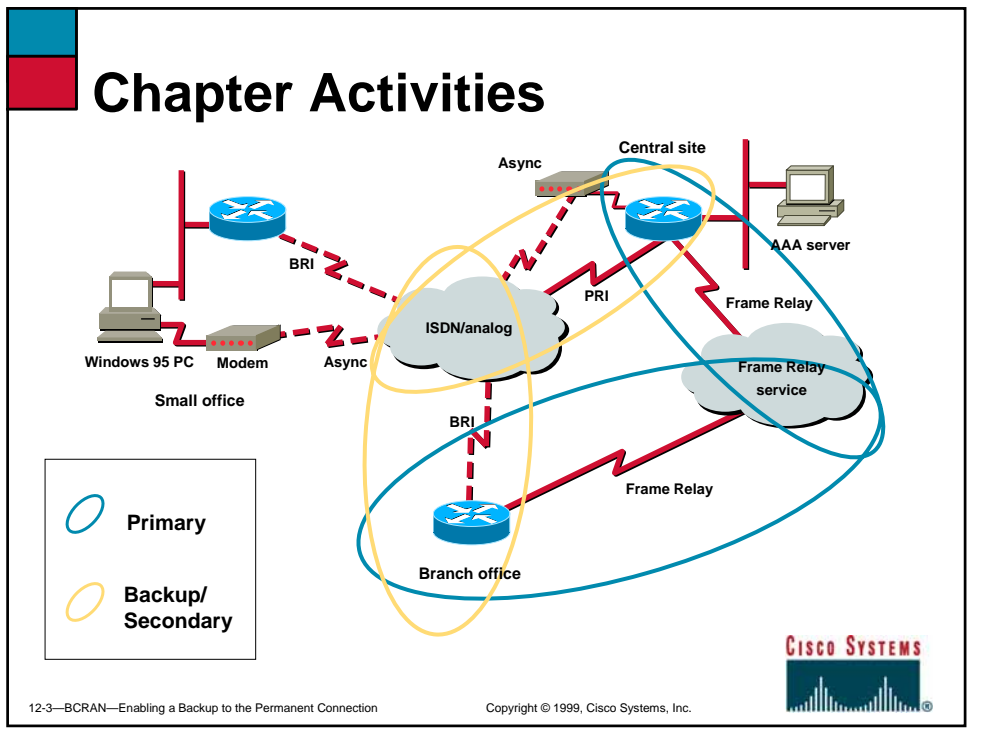 Chapter Activities
Central site
Async
AAA server
BRI
PRI
Frame Relay
ISDN/analog
Windows 95 PC
Modem
Async
Frame Relay
service
Small office
BRI
Frame Relay
Primary
Branch office
Backup/
Secondary
CISCO SYSTEMS
®
12-3—BCRAN—Enabling a Backup to the Permanent Connection
Copyright © 1999, Cisco Systems, Inc.